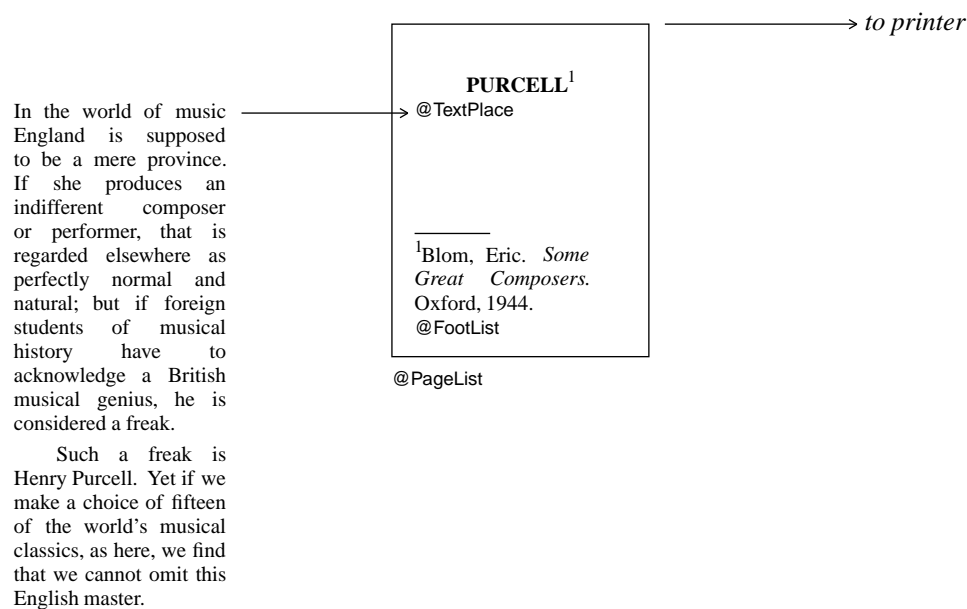 to printer
PURCELL1
@TextPlace
In the world of music
England is supposed
to be a mere province.
If she produces an
indifferent composer
or performer, that is
regarded elsewhere as
perfectly normal and
natural; but if foreign
students of musical
history have to
acknowledge a British
musical genius, he is
considered a freak.
Such a freak is
Henry Purcell. Yet if we
make a choice of fifteen
of the world’s musical
classics, as here, we find
that we cannot omit this
English master.
1Blom, Eric. Some
Great Composers.
Oxford, 1944.
@FootList
@PageList